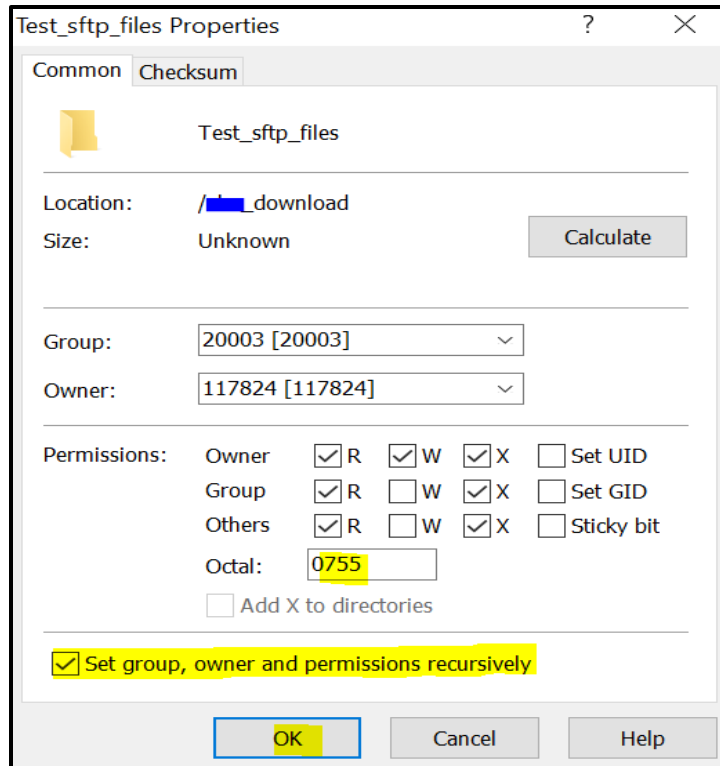 Test_sftp_files Properties ?
Common Checksum
Test_sftp_files
Location: /_download
Size: Unknown Calculate
Group: 20003 [20003]
Owner: 117824 [117824]
Permissions: Owner R W X Set UID
Group R W X Set GID
Others R W X Sticky bit
Octal: 0755
Add X to directories
Set group, owner and permissions recursively
OK Cancel Help